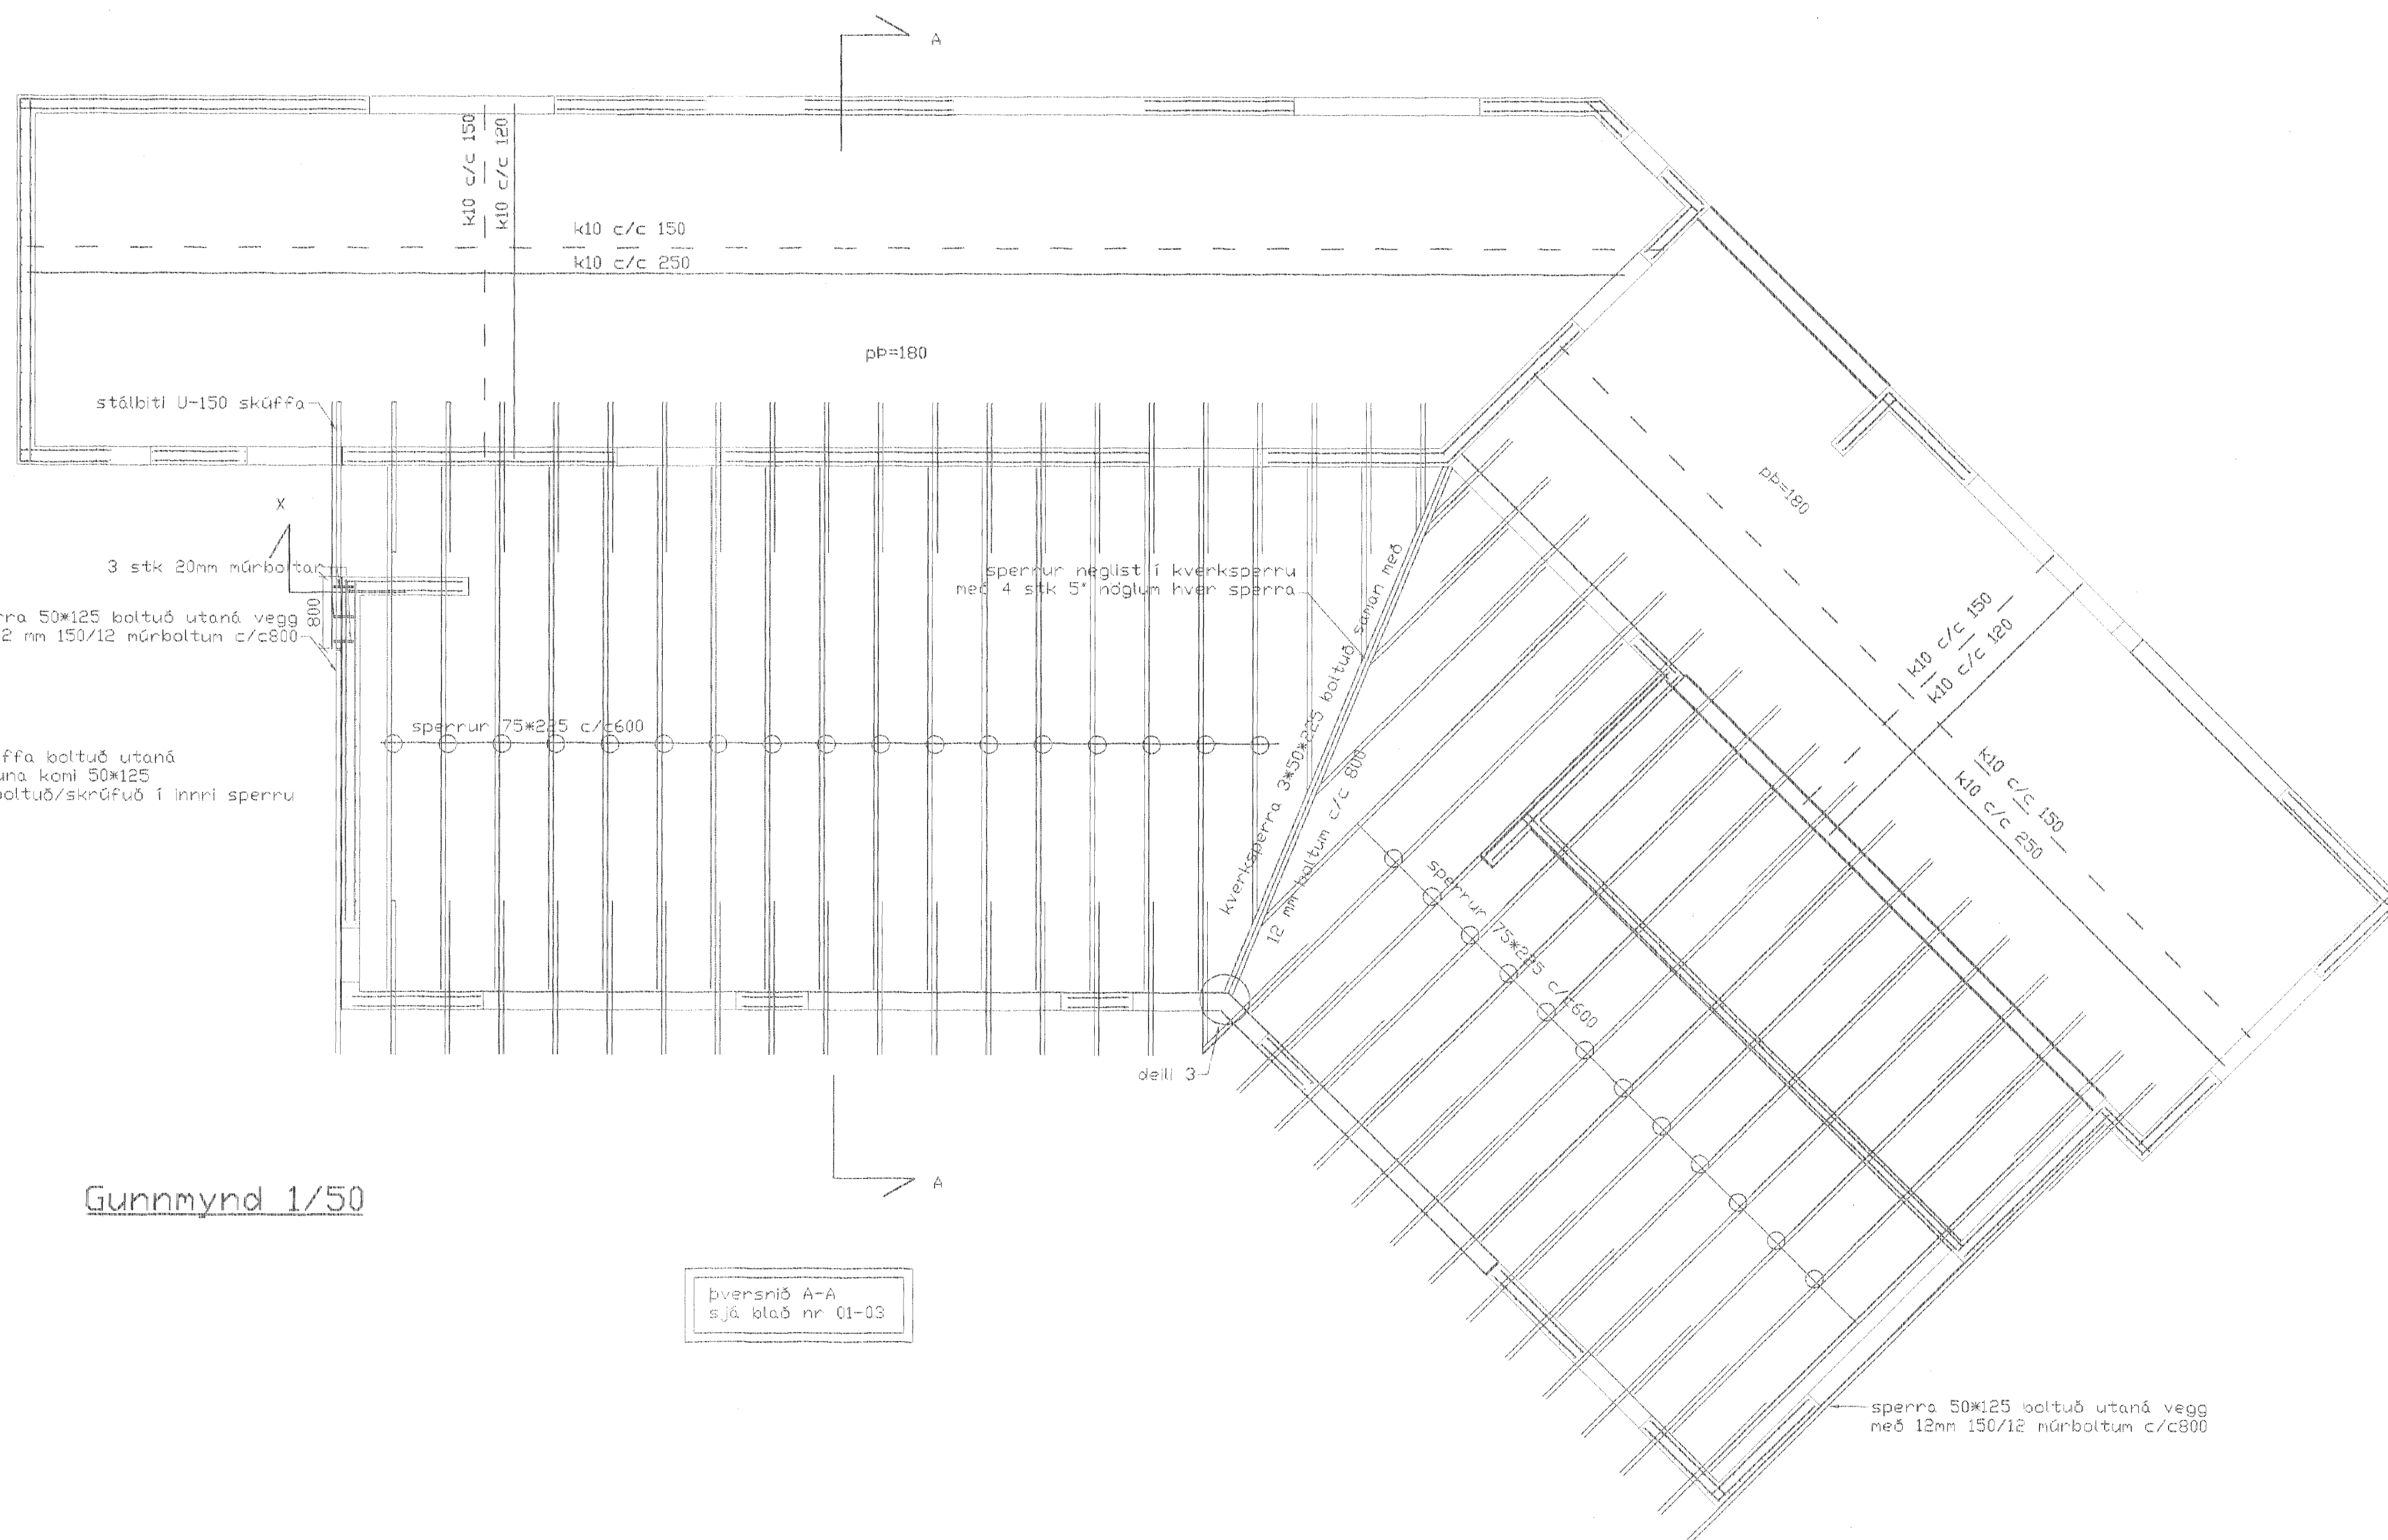 A
k10 c/c 150
k10 c/c 120
k10 c/c 150
k10 c/c 250
pþ=180
stálbiti U-150 skúffa
X
3 stk 20mm múrboltar
800
rra 50*125 boltuð utaná vegg
2 mm 150/12 múrboltum c/c800
ffa boltuð utaná
una komi 50*125
boltuð/skrúfuð í innri sperru
sperrur 75*225 c/c600
sperrur neglist í kverksperru
með 4 stk 5" nöglum hver sperra
kverksperra 3*50*225 boltuð saman með
12 mm boltum c/c 800
sperrur 75*225 c/c600
pþ=180
k10 c/c 150
k10 c/c 120
k10 c/c 150
k10 c/c 250
deili 3
A
Gunnmynd 1/50
þversnið A-A
sjá blað nr 01-03
sperra 50*125 boltuð utaná vegg
með 12mm 150/12 múrboltum c/c800